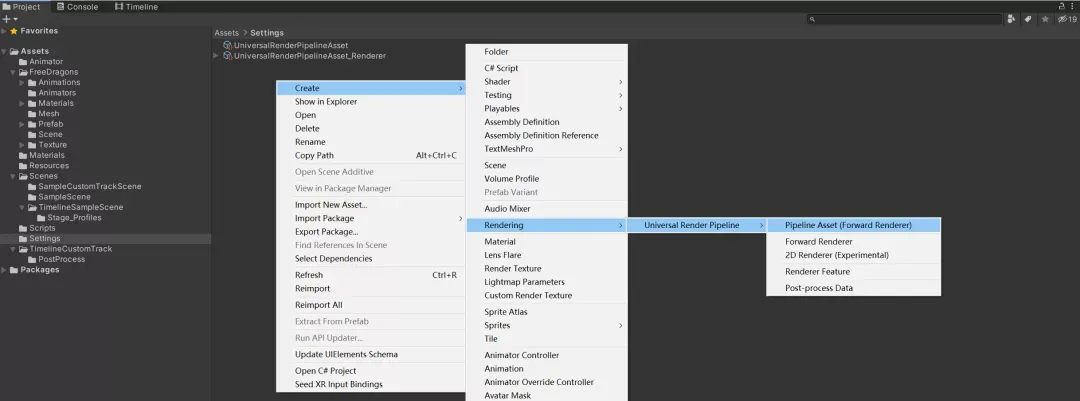 Project Console Timeline
19
Favorites
Assets
Animator
FreeDragons
Animations
Animators
Materials
Mesh
Prefab
Scene
Texture
Materials
Resources
Scenes
SampleCustomTrackScene
SampleScene
TimelineSampleScene
Stage_Profiles
Scripts
Settings
TimelineCustomTrack
PostProcess
Packages
Assets > Settings
UniversalRenderPipelineAsset
UniversalRenderPipelineAsset_Renderer
Create
Show in Explorer
Open
Delete
Rename
Copy Path Alt+Ctrl+C
Open Scene Additive
View in Package Manager
Import New Asset...
Import Package
Export Package...
Find References In Scene
Select Dependencies
Refresh Ctrl+R
Reimport
Reimport All
Extract From Prefab
Run API Updater...
Update UIElements Schema
Open C# Project
Seed XR Input Bindings
Folder
C# Script
Shader
Testing
Playables
Assembly Definition
Assembly Definition Reference
TextMeshPro
Scene
Volume Profile
Prefab Variant
Audio Mixer
Rendering
Material
Lens Flare
Render Texture
Lightmap Parameters
Custom Render Texture
Sprite Atlas
Sprites
Tile
Animator Controller
Animation
Animator Override Controller
Avatar Mask
Universal Render Pipeline
Pipeline Asset (Forward Renderer)
Forward Renderer
2D Renderer (Experimental)
Renderer Feature
Post-process Data